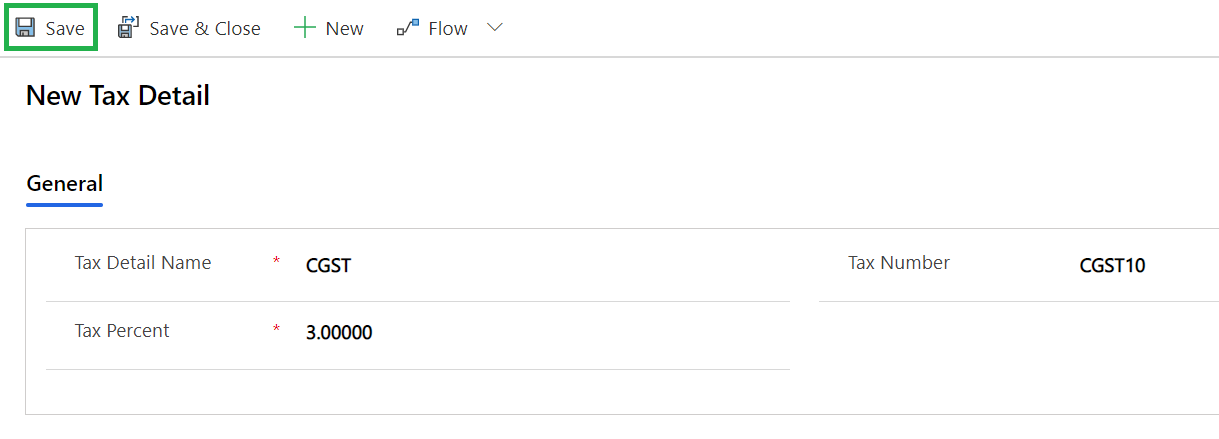 Save Save & Close New Flow
New Tax Detail
General
Tax Detail Name * CGST Tax Number CGST10
Tax Percent * 3.00000